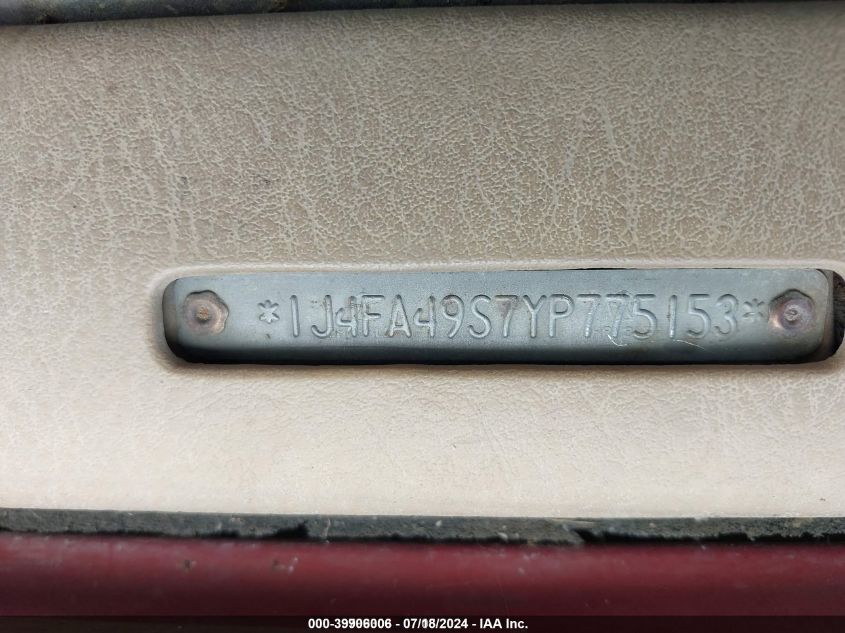 *1J4FA49S7YP775153*
000-39906006 - 07/18/2024 - IAA Inc.